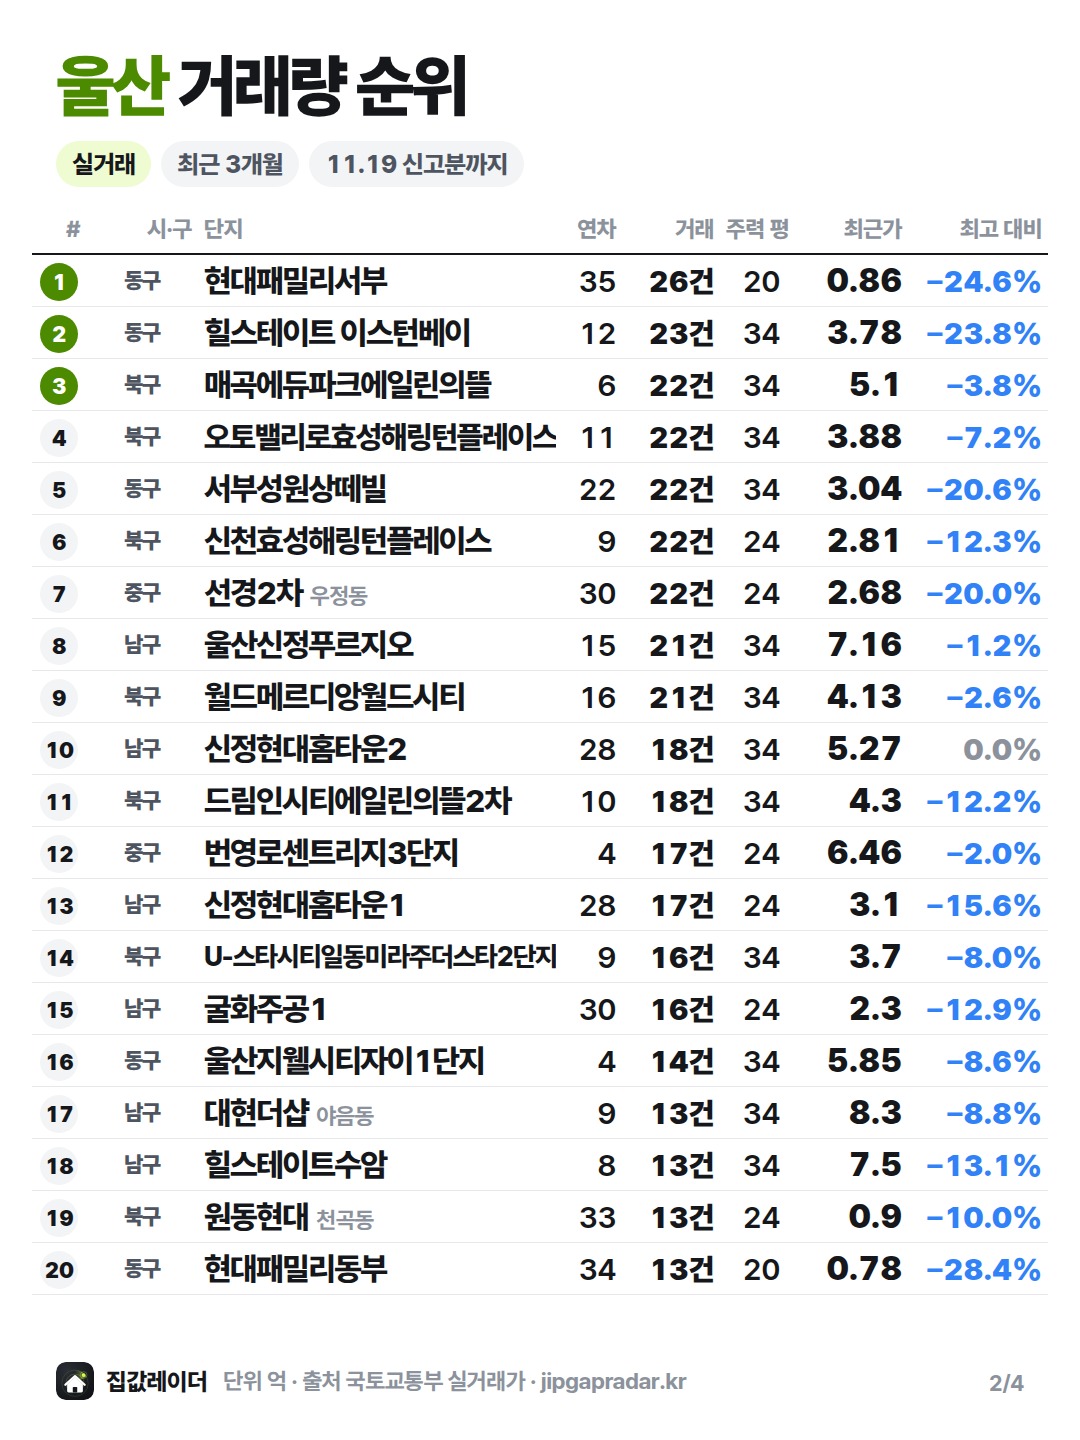 울산 거래량 순위
실거래 최근 3개월 11.19 신고분까지
# 시·구 단지 연차 거래 주력 평 최근가 최고 대비
1 동구 현대패밀리서부 35 26건 20 0.86 −24.6%
2 동구 힐스테이트 이스턴베이 12 23건 34 3.78 −23.8%
3 북구 매곡에듀파크에일린의뜰 6 22건 34 5.1 −3.8%
4 북구 오토밸리로효성해링턴플레이스 11 22건 34 3.88 −7.2%
5 동구 서부성원상떼빌 22 22건 34 3.04 −20.6%
6 북구 신천효성해링턴플레이스 9 22건 24 2.81 −12.3%
7 중구 선경2차 우정동 30 22건 24 2.68 −20.0%
8 남구 울산신정푸르지오 15 21건 34 7.16 −1.2%
9 북구 월드메르디앙월드시티 16 21건 34 4.13 −2.6%
10 남구 신정현대홈타운2 28 18건 34 5.27 0.0%
11 북구 드림인시티에일린의뜰2차 10 18건 34 4.3 −12.2%
12 중구 번영로센트리지3단지 4 17건 24 6.46 −2.0%
13 남구 신정현대홈타운1 28 17건 24 3.1 −15.6%
14 북구 U-스타시티일동미라주더스타2단지 9 16건 34 3.7 −8.0%
15 남구 굴화주공1 30 16건 24 2.3 −12.9%
16 동구 울산지웰시티자이1단지 4 14건 34 5.85 −8.6%
17 남구 대현더샵 야음동 9 13건 34 8.3 −8.8%
18 남구 힐스테이트수암 8 13건 34 7.5 −13.1%
19 북구 원동현대 천곡동 33 13건 24 0.9 −10.0%
20 동구 현대패밀리동부 34 13건 20 0.78 −28.4%
집값레이더 단위 억 · 출처 국토교통부 실거래가 · jipgapradar.kr 2/4